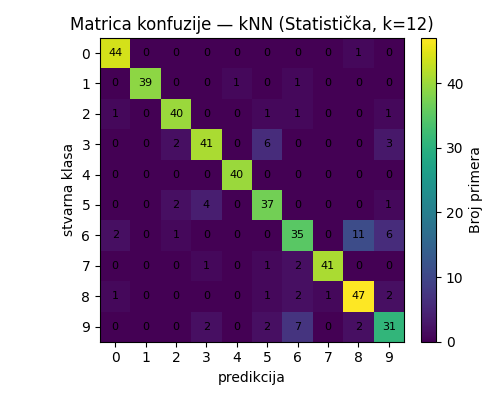 Matrica konfuzije — kNN (Statistička, k=12)
stvarna klasa
0 44 0 0 0 0 0 0 0 1 0
1 0 39 0 0 1 0 1 0 0 0
2 1 0 40 0 0 1 1 0 0 1
3 0 0 2 41 0 6 0 0 0 3
4 0 0 0 0 40 0 0 0 0 0
5 0 0 2 4 0 37 0 0 0 1
6 2 0 1 0 0 0 35 0 11 6
7 0 0 0 1 0 1 2 41 0 0
8 1 0 0 0 0 1 2 1 47 2
9 0 0 0 2 0 2 7 0 2 31
0 1 2 3 4 5 6 7 8 9
predikcija
40
30
20
10
0
Broj primera